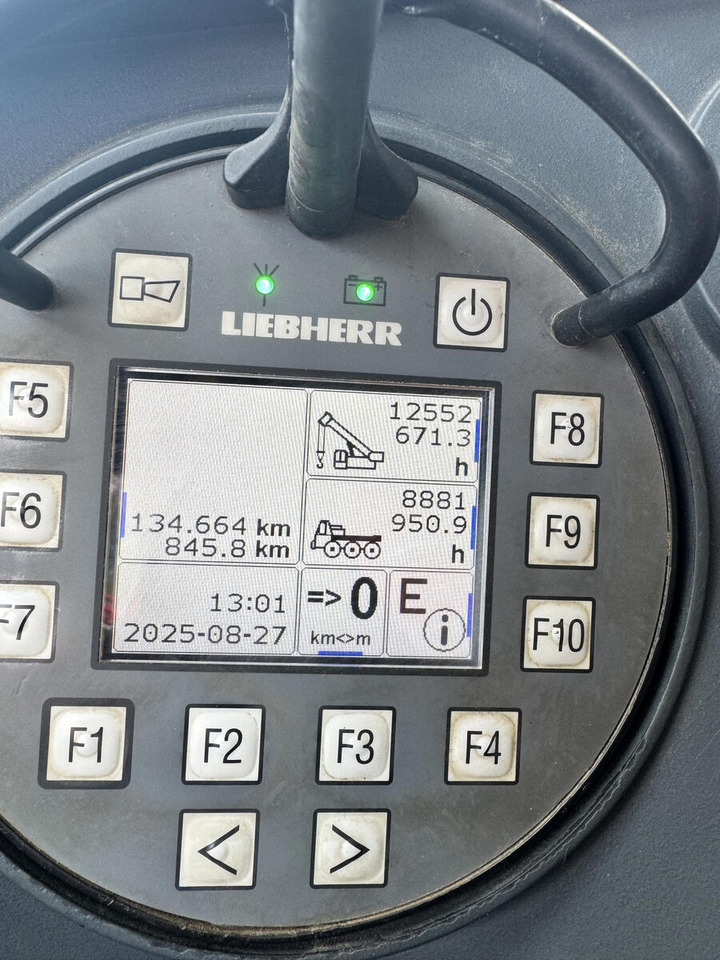 LIEBHERR
F5
F6
F7
12552
671.3
h
8881
950.9
h
134.664 km
845.8 km
13:01
2025-08-27
=> 0
km<>m
E
i
F8
F9
F10
F1
F2
F3
F4
< >